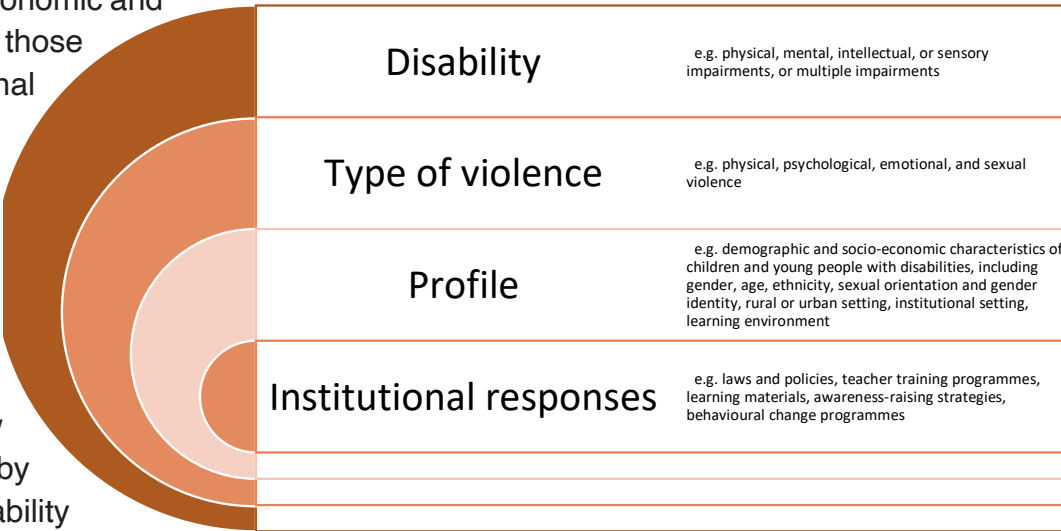 onomic and
those
nal
by
ability
Disability
e.g. physical, mental, intellectual, or sensory
impairments, or multiple impairments
Type of violence
e.g. physical, psychological, emotional, and sexual
violence
Profile
e.g. demographic and socio-economic characteristics of
children and young people with disabilities, including
gender, age, ethnicity, sexual orientation and gender
identity, rural or urban setting, institutional setting,
learning environment
Institutional responses
e.g. laws and policies, teacher training programmes,
learning materials, awareness-raising strategies,
behavioural change programmes